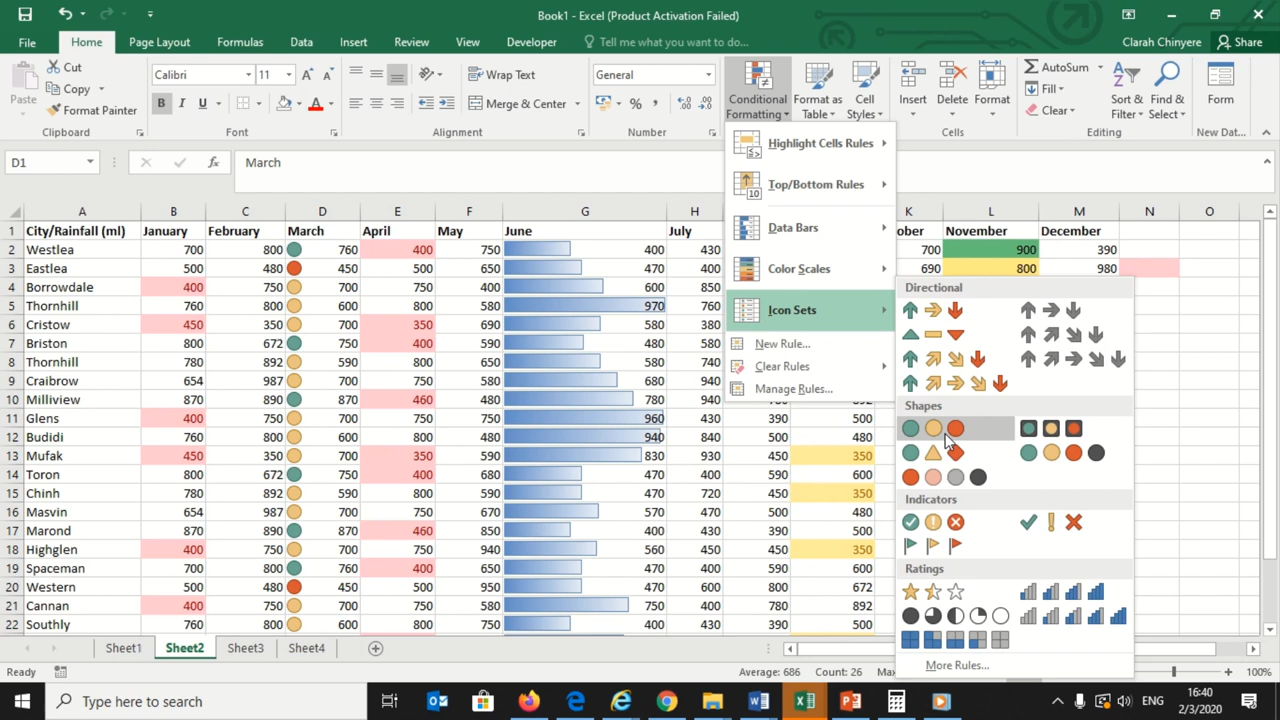 Book1 - Excel (Product Activation Failed)
File Home Page Layout Formulas Data Insert Review View Developer Tell me what you want to do... Clarah Chinyere Share
Paste
Cut
Copy
Format Painter
Clipboard
Calibri 11
B I U
Font
Wrap Text
Merge & Center
Alignment
General
Number
Conditional Formatting
Format as Table
Cell Styles
Insert Delete Format
Cells
AutoSum
Fill
Clear
Sort & Filter
Find & Select
Editing
Form
New Dat...
D1 fx March
A B C D E F G H K L M N O
1 City/Rainfall (ml) January February March April May June July ober November December
2 Westlea 700 800 760 400 750 400 430 700 900 390
3 Eastlea 500 480 450 500 650 470 400 690 800 980
4 Borrowdale 400 750 700 750 580 600 850
5 Thornhill 760 800 600 800 580 970 760
6 Cristow 450 350 700 350 690 580 380
7 Briston 800 672 750 400 580 480 740
8 Thornhill 780 892 590 800 580 580 740
9 Craibrow 654 987 700 750 590 680 940
10 Milliview 870 890 870 460 480 780 400 780 892
11 Glens 400 750 700 750 750 960 430 390 500
12 Budidi 760 800 600 800 480 940 840 500 480
13 Mufak 450 350 700 350 590 830 930 450 350
14 Toron 800 672 750 400 480 470 400 590 600
15 Chinh 780 892 590 800 590 470 720 450 350
16 Masvin 654 987 700 750 650 570 400 500 480
17 Marond 870 890 870 460 850 400 430 390 500
18 Highglen 400 750 700 750 940 560 450 450 350
19 Spaceman 700 800 760 400 650 470 400 590 600
20 Western 500 480 450 500 950 470 600 800 672
21 Cannan 400 750 700 750 580 750 400 780 892
22 Southly 760 800 600 800 650 400 430 390 500
Highlight Cells Rules
Top/Bottom Rules
Data Bars
Color Scales
Icon Sets
New Rule...
Clear Rules
Manage Rules...
Directional
Shapes
Indicators
Ratings
More Rules...
Sheet1 Sheet2 Sheet3 Sheet4
Ready Average: 686 Count: 26 100%
Type here to search
ENG
16:40
2/3/2020